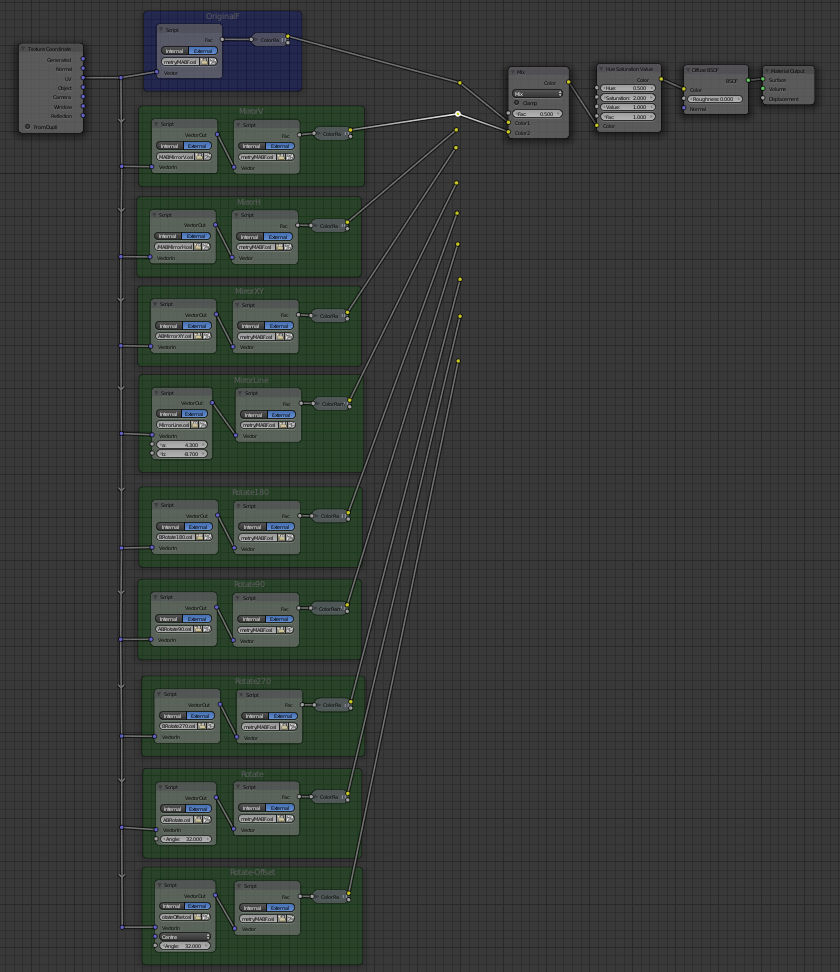 Texture Coordinate
Generated
Normal
UV
Object
Camera
Window
Reflection
From Dupli
OriginalF
Script
Fac
Internal External
metryMABF.osl
Vector
ColorRa
MirrorV
Script
VectorOut
Internal External
MABMirrorV.osl
VectorIn
Script
Fac
Internal External
metryMABF.osl
Vector
ColorRa
MirrorH
Script
VectorOut
Internal External
MABMirrorH.osl
VectorIn
Script
Fac
Internal External
metryMABF.osl
Vector
ColorRa
MirrorXY
Script
VectorOut
Internal External
ABMirrorXY.osl
VectorIn
Script
Fac
Internal External
metryMABF.osl
Vector
ColorRa
MirrorLine
Script
VectorOut
Internal External
MirrorLine.osl
VectorIn
4.300
-8.700
Script
Fac
Internal External
metryMABF.osl
Vector
ColorRam
Rotate180
Script
VectorOut
Internal External
BRotate180.osl
VectorIn
Script
Fac
Internal External
metryMABF.osl
Vector
ColorRa
Rotate90
Script
VectorOut
Internal External
ABRotate90.osl
VectorIn
Script
Fac
Internal External
metryMABF.osl
Vector
ColorRam
Rotate270
Script
VectorOut
Internal External
BRotate270.osl
VectorIn
Script
Fac
Internal External
metryMABF.osl
Vector
ColorRa
Rotate
Script
VectorOut
Internal External
ABRotate.osl
VectorIn
Angle: 32.000
Script
Fac
Internal External
metryMABF.osl
Vector
ColorRa
Rotate-Offset
Script
VectorOut
Internal External
otateOffset.osl
VectorIn
Centre
Angle: 32.000
Script
Fac
Internal External
metryMABF.osl
Vector
ColorRa
Mix
Color
Mix
Clamp
Fac: 0.500
Color1
Color2
Hue Saturation Value
Color
Hue: 0.500
Saturation: 2.000
Value: 1.000
Fac: 1.000
Color
Diffuse BSDF
BSDF
Color
Roughness: 0.000
Normal
Material Output
Surface
Volume
Displacement